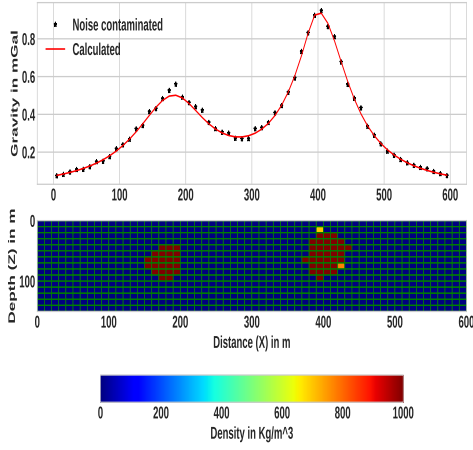 Noise contaminated
Calculated
Gravity in mGal
0.8
0.6
0.4
0.2
0 100 200 300 400 500 600
Depth (Z) in m
0
100
0 100 200 300 400 500 600
Distance (X) in m
0 200 400 600 800 1000
Density in Kg/m^3